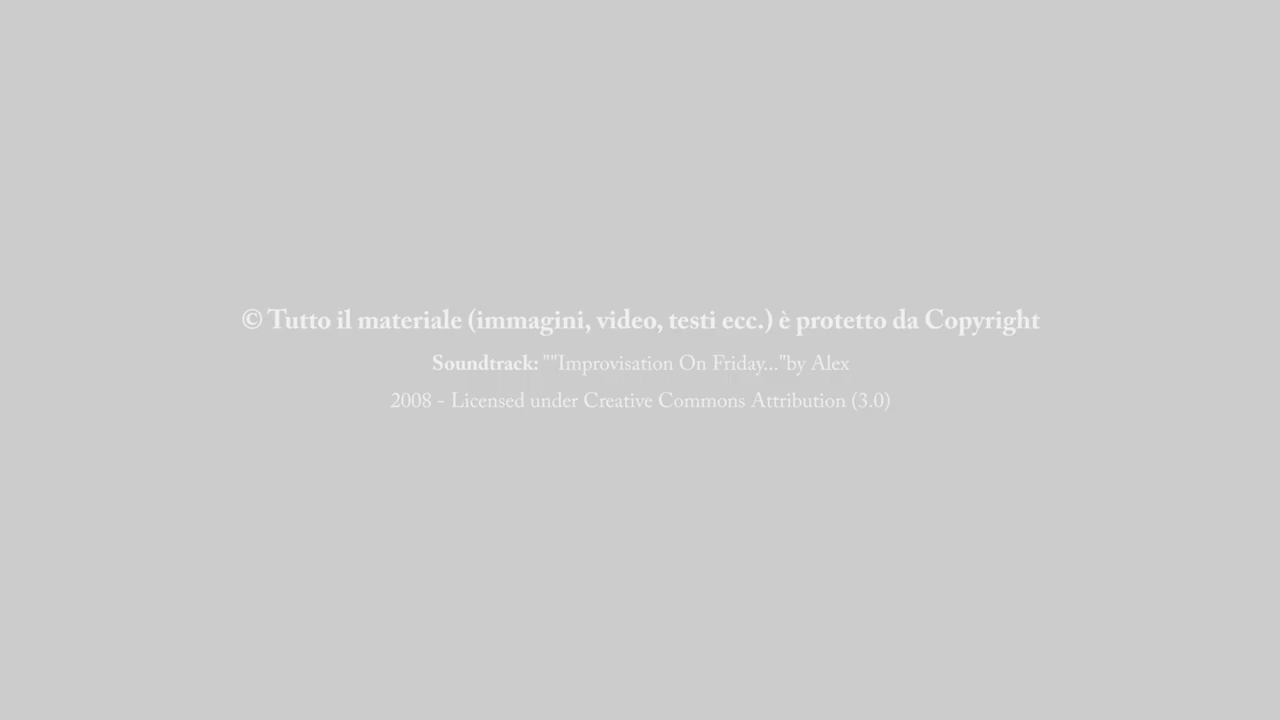 © Tutto il materiale (immagini, video, testi ecc.) è protetto da Copyright
Soundtrack: ""Improvisation On Friday..."by Alex
2008 - Licensed under Creative Commons Attribution (3.0)